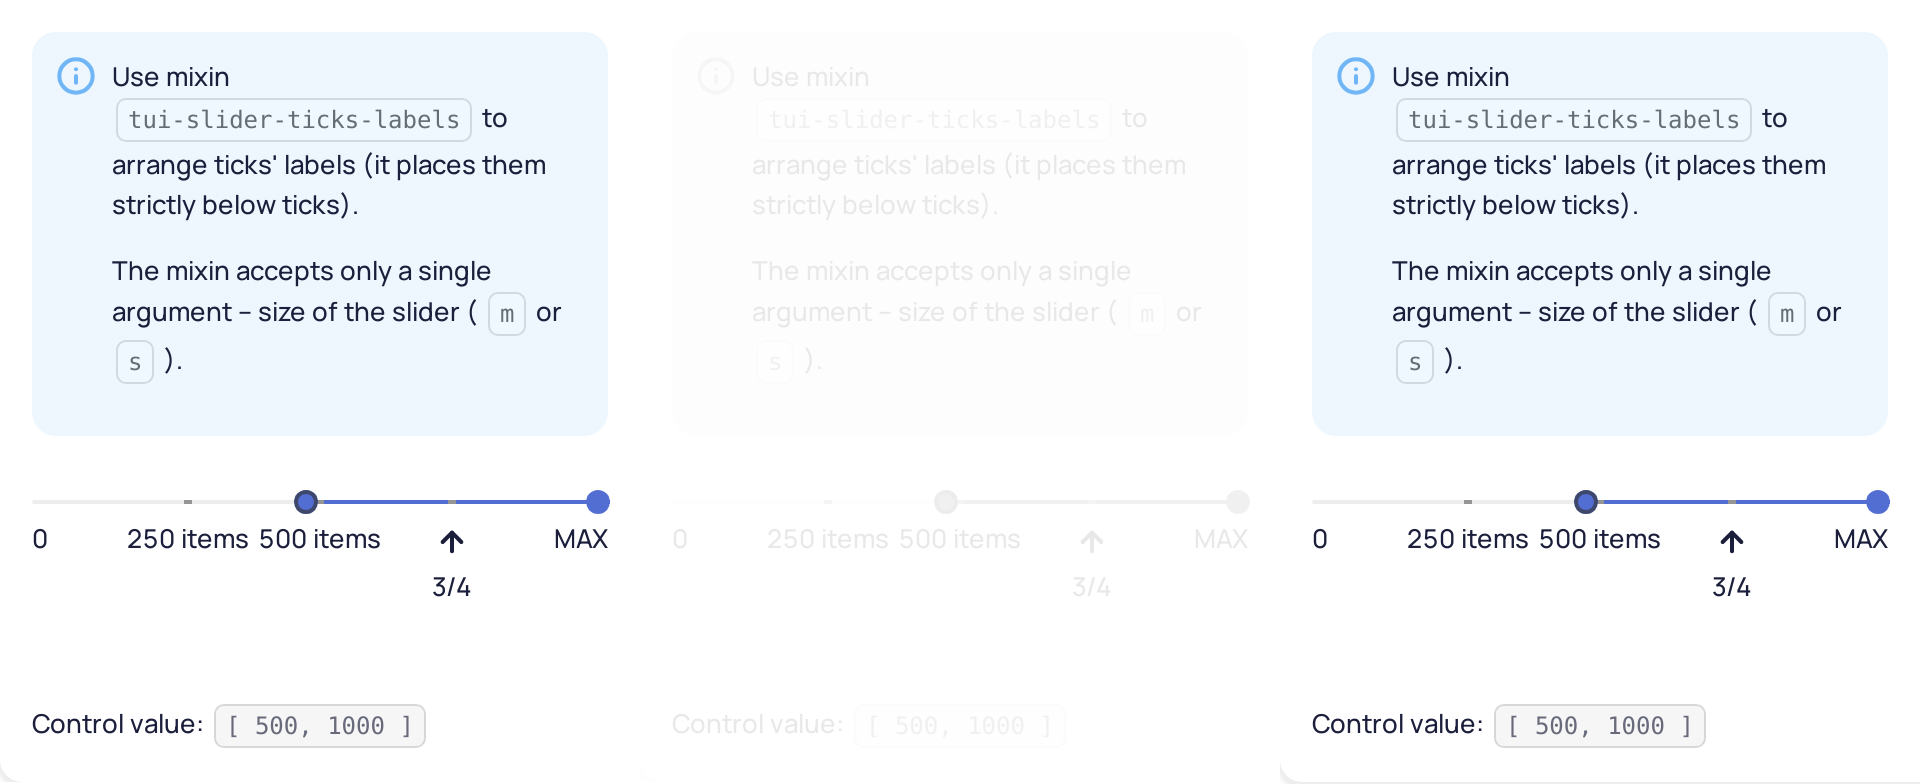 Use mixin
tui-slider-ticks-labels to
arrange ticks' labels (it places them
strictly below ticks).
The mixin accepts only a single
argument – size of the slider ( m or
s ).
0 250 items 500 items MAX
3/4
Control value: [ 500, 1000 ]
Use mixin
tui-slider-ticks-labels to
arrange ticks' labels (it places them
strictly below ticks).
The mixin accepts only a single
argument – size of the slider ( m or
s ).
0 250 items 500 items MAX
3/4
Control value: [ 500, 1000 ]
Use mixin
tui-slider-ticks-labels to
arrange ticks' labels (it places them
strictly below ticks).
The mixin accepts only a single
argument – size of the slider ( m or
s ).
0 250 items 500 items MAX
3/4
Control value: [ 500, 1000 ]